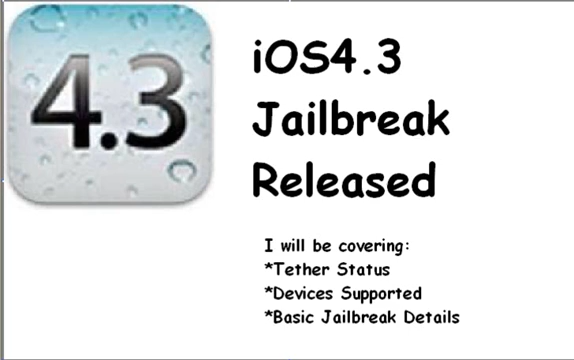 4.3
iOS4.3
Jailbreak
Released
I will be covering:
*Tether Status
*Devices Supported
*Basic Jailbreak Details